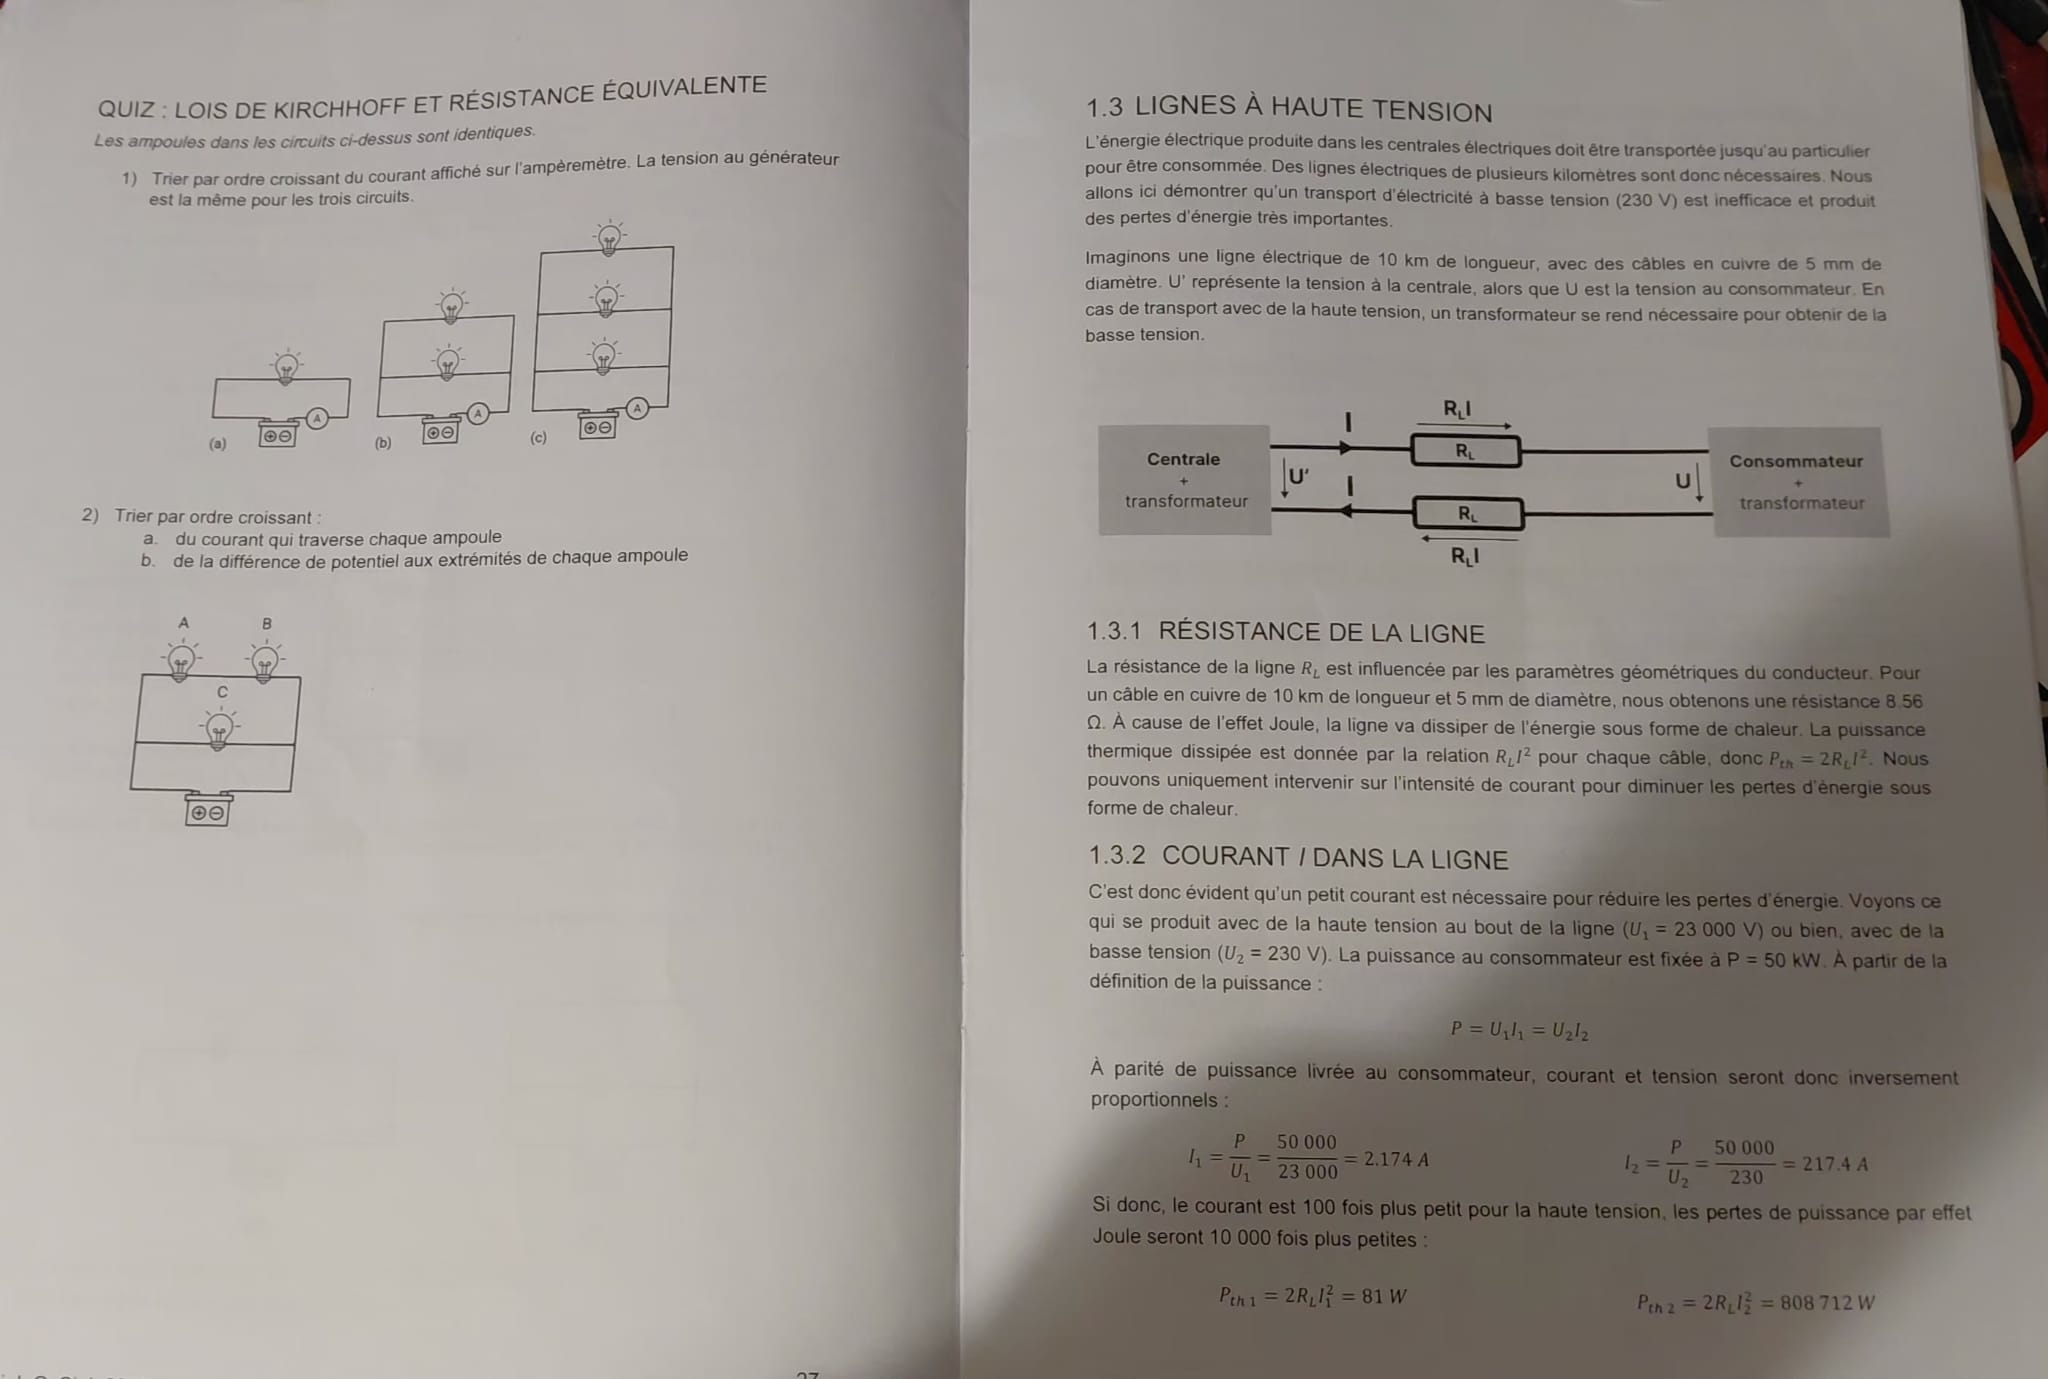 QUIZ : LOIS DE KIRCHHOFF ET RÉSISTANCE ÉQUIVALENTE
Les ampoules dans les circuits ci-dessus sont identiques.
1) Trier par ordre croissant du courant affiché sur l'ampèremètre. La tension au générateur
est la même pour les trois circuits.
A
A
A
(a)
(b)
(c)
2) Trier par ordre croissant :
a. du courant qui traverse chaque ampoule
b. de la différence de potentiel aux extrémités de chaque ampoule
A B
C
27
1.3 LIGNES À HAUTE TENSION
L'énergie électrique produite dans les centrales électriques doit être transportée jusqu'au particulier
pour être consommée. Des lignes électriques de plusieurs kilomètres sont donc nécessaires. Nous
allons ici démontrer qu'un transport d'électricité à basse tension (230 V) est inefficace et produit
des pertes d'énergie très importantes.
Imaginons une ligne électrique de 10 km de longueur, avec des câbles en cuivre de 5 mm de
diamètre. U' représente la tension à la centrale, alors que U est la tension au consommateur. En
cas de transport avec de la haute tension, un transformateur se rend nécessaire pour obtenir de la
basse tension.
Centrale
+
transformateur
I
U'
I
R_L I
R_L
R_L
R_L I
U
Consommateur
+
transformateur
1.3.1 RÉSISTANCE DE LA LIGNE
La résistance de la ligne R_L est influencée par les paramètres géométriques du conducteur. Pour
un câble en cuivre de 10 km de longueur et 5 mm de diamètre, nous obtenons une résistance 8.56
Ω. À cause de l'effet Joule, la ligne va dissiper de l'énergie sous forme de chaleur. La puissance
thermique dissipée est donnée par la relation R_L I² pour chaque câble, donc P_th = 2R_L I². Nous
pouvons uniquement intervenir sur l'intensité de courant pour diminuer les pertes d'énergie sous
forme de chaleur.
1.3.2 COURANT I DANS LA LIGNE
C'est donc évident qu'un petit courant est nécessaire pour réduire les pertes d'énergie. Voyons ce
qui se produit avec de la haute tension au bout de la ligne (U₁ = 23 000 V) ou bien, avec de la
basse tension (U₂ = 230 V). La puissance au consommateur est fixée à P = 50 kW. À partir de la
définition de la puissance :
P = U₁I₁ = U₂I₂
À parité de puissance livrée au consommateur, courant et tension seront donc inversement
proportionnels :
I₁ = P/U₁ = 50 000/23 000 = 2.174 A I₂ = P/U₂ = 50 000/230 = 217.4 A
Si donc, le courant est 100 fois plus petit pour la haute tension, les pertes de puissance par effet
Joule seront 10 000 fois plus petites :
P_th 1 = 2R_L I₁² = 81 W P_th 2 = 2R_L I₂² = 808 712 W